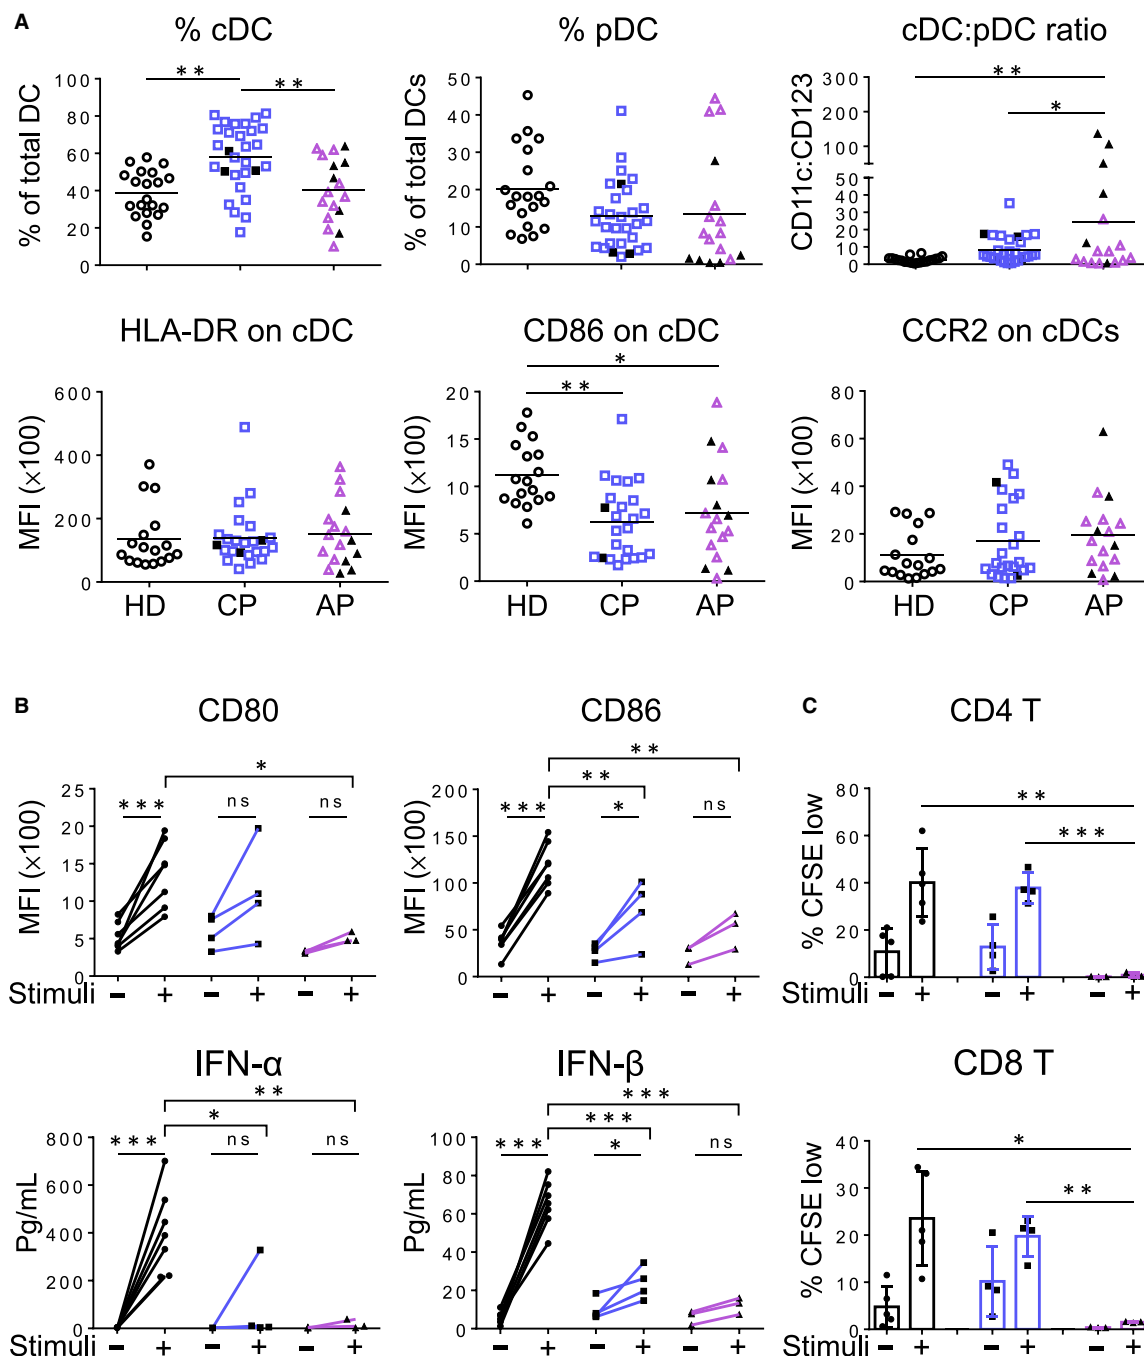 A
% cDC
% pDC
cDC:pDC ratio
% of total DC
100
80
60
40
20
0
** **
% of total DCs
50
40
30
20
10
0
CD11c:CD123
300
200
100
50
40
30
20
10
0
**
*
HLA-DR on cDC
CD86 on cDC
CCR2 on cDCs
MFI (×100)
600
400
200
0
HD CP AP
MFI (×100)
20
15
10
5
0
*
**
HD CP AP
MFI (×100)
80
60
40
20
0
HD CP AP
B
CD80
CD86
C
CD4 T
MFI (×100)
25
20
15
10
5
0
*
*** ns ns
Stimuli – + – + – +
MFI (×100)
200
150
100
50
0
**
**
*** * ns
– + – + – +
% CFSE low
80
60
40
20
0
**
***
Stimuli – + – + – +
IFN-α
IFN-β
CD8 T
Pg/mL
800
600
400
200
0
**
*
*** ns ns
Stimuli – + – + – +
Pg/mL
100
80
60
40
20
0
***
***
*** * ns
– + – + – +
% CFSE low
40
30
20
10
0
*
**
Stimuli – + – + – +